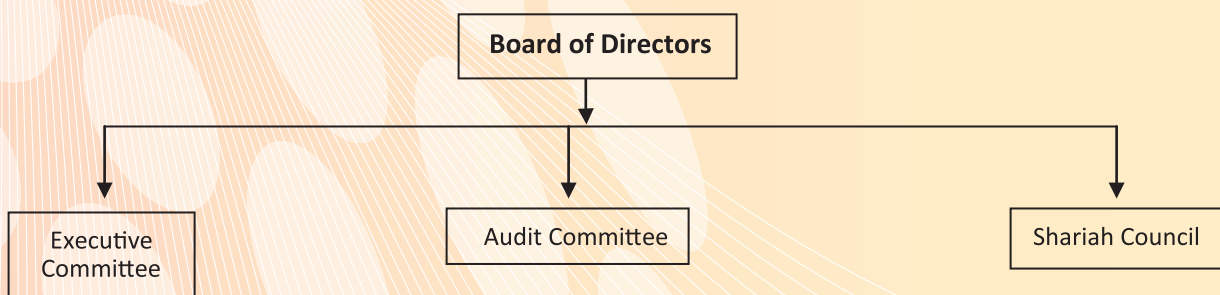 Board of Directors
Executive
Committee
Audit Committee
Shariah Council